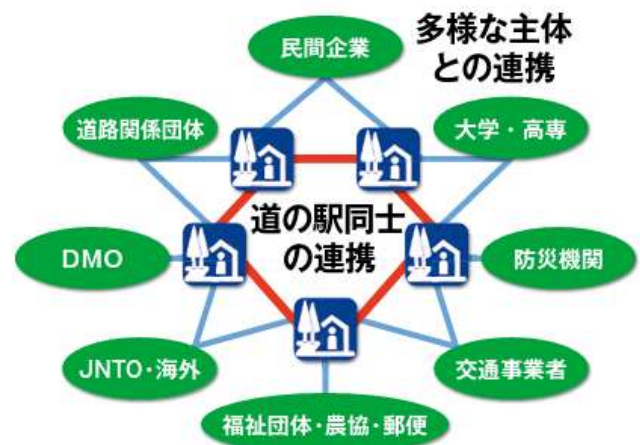 多様な主体
との連携
民間企業
道路関係団体
大学・高専
道の駅同士
の連携
DMO
防災機関
JNTO・海外
交通事業者
福祉団体・農協・郵便